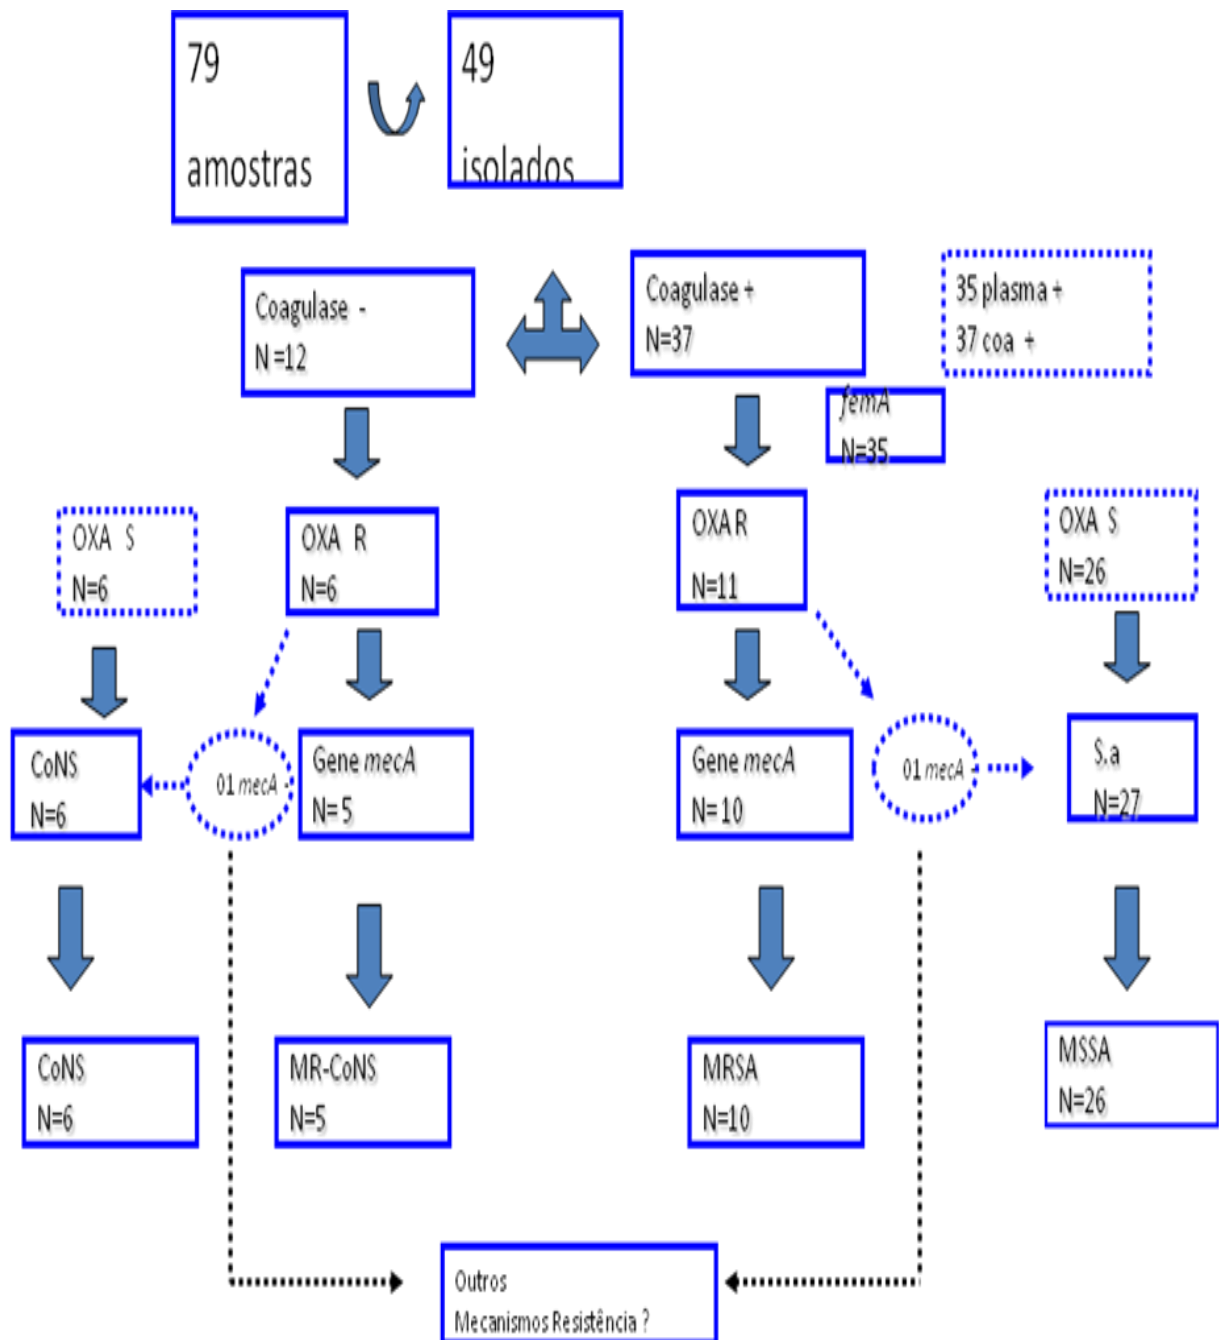 79
amostras
49
isolados
Coagulase -
N =12
Coagulase +
N=37
35 plasma +
37 coa +
femA
N=35
OXA S
N=6
OXA R
N=6
OXA R
N=11
OXA S
N=26
CoNS
N=6
01 mecA -
Gene mecA
N= 5
Gene mecA
N= 10
01 mecA -
S.a
N=27
CoNS
N=6
MR-CoNS
N=5
MRSA
N=10
MSSA
N=26
Outros
Mecanismos Resistência ?